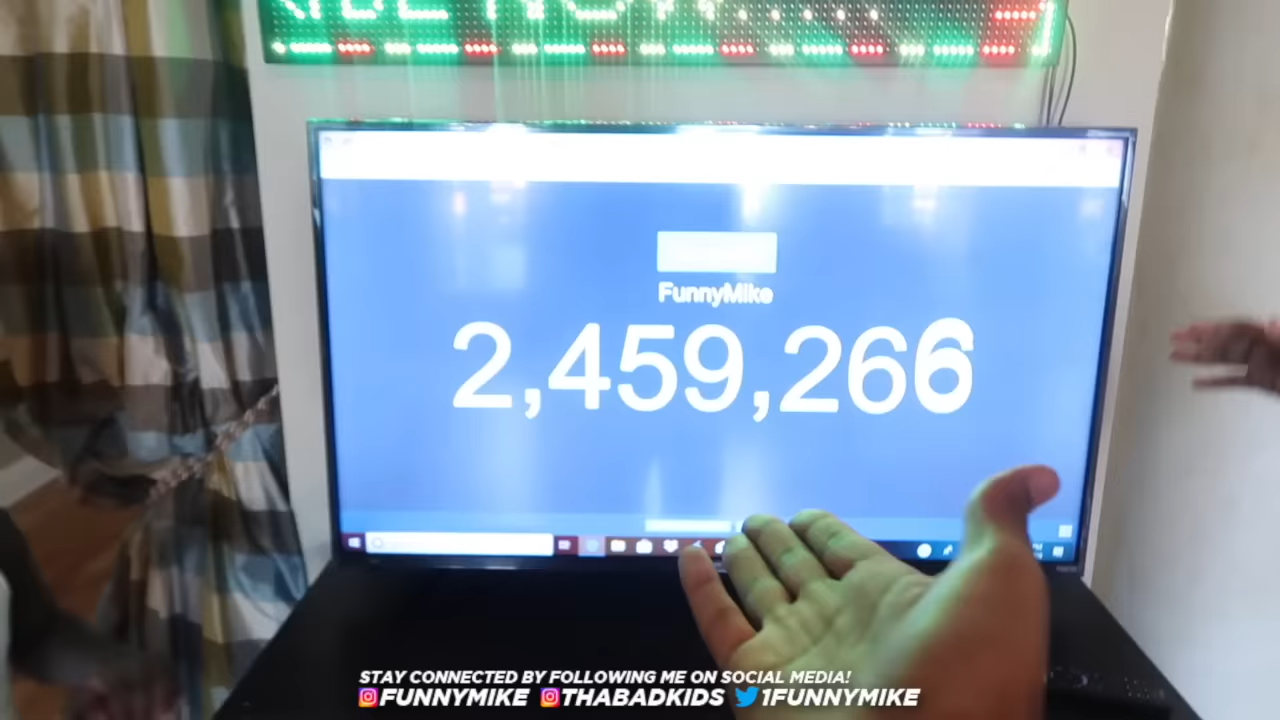 FunnyMike
2,459,266
STAY CONNECTED BY FOLLOWING ME ON SOCIAL MEDIA!
FUNNYMIKE THABADKIDS 1FUNNYMIKE